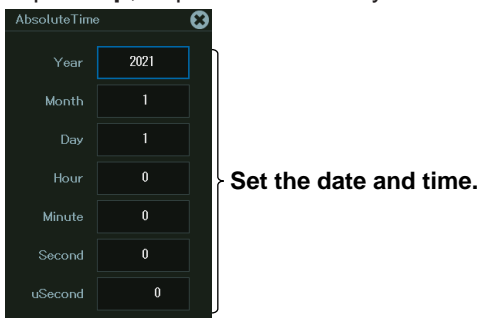 AbsoluteTime
Year 2021
Month 1
Day 1
Hour 0
Minute 0
Second 0
uSecond 0
Set the date and time.